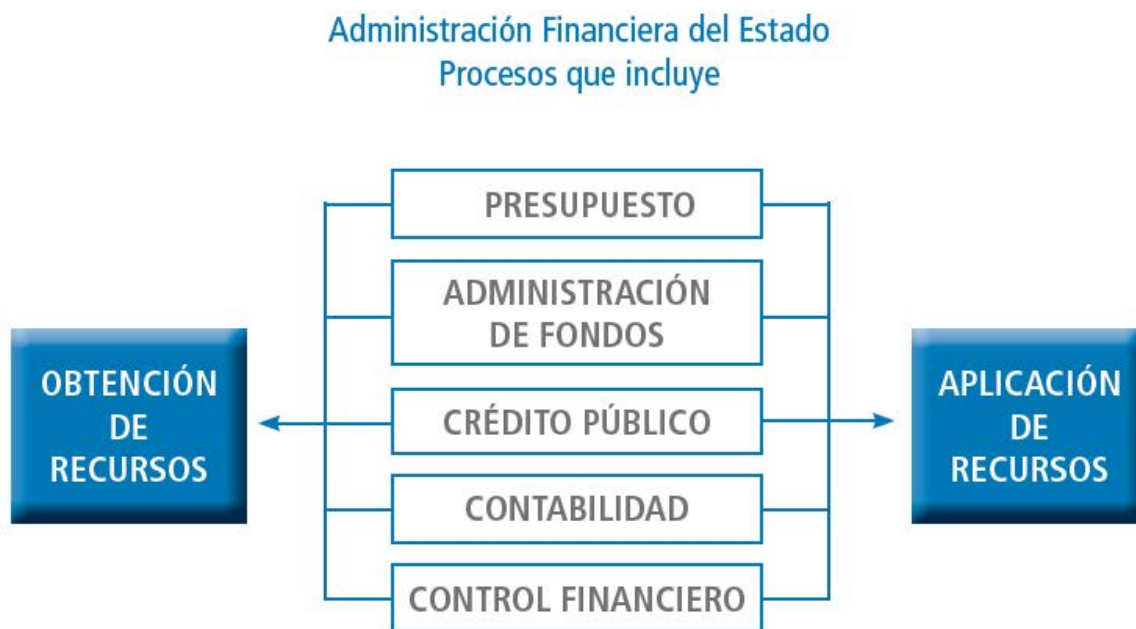 Administración Financiera del Estado
Procesos que incluye
PRESUPUESTO
ADMINISTRACIÓN
DE FONDOS
OBTENCIÓN
DE
RECURSOS
CRÉDITO PÚBLICO
APLICACIÓN
DE
RECURSOS
CONTABILIDAD
CONTROL FINANCIERO